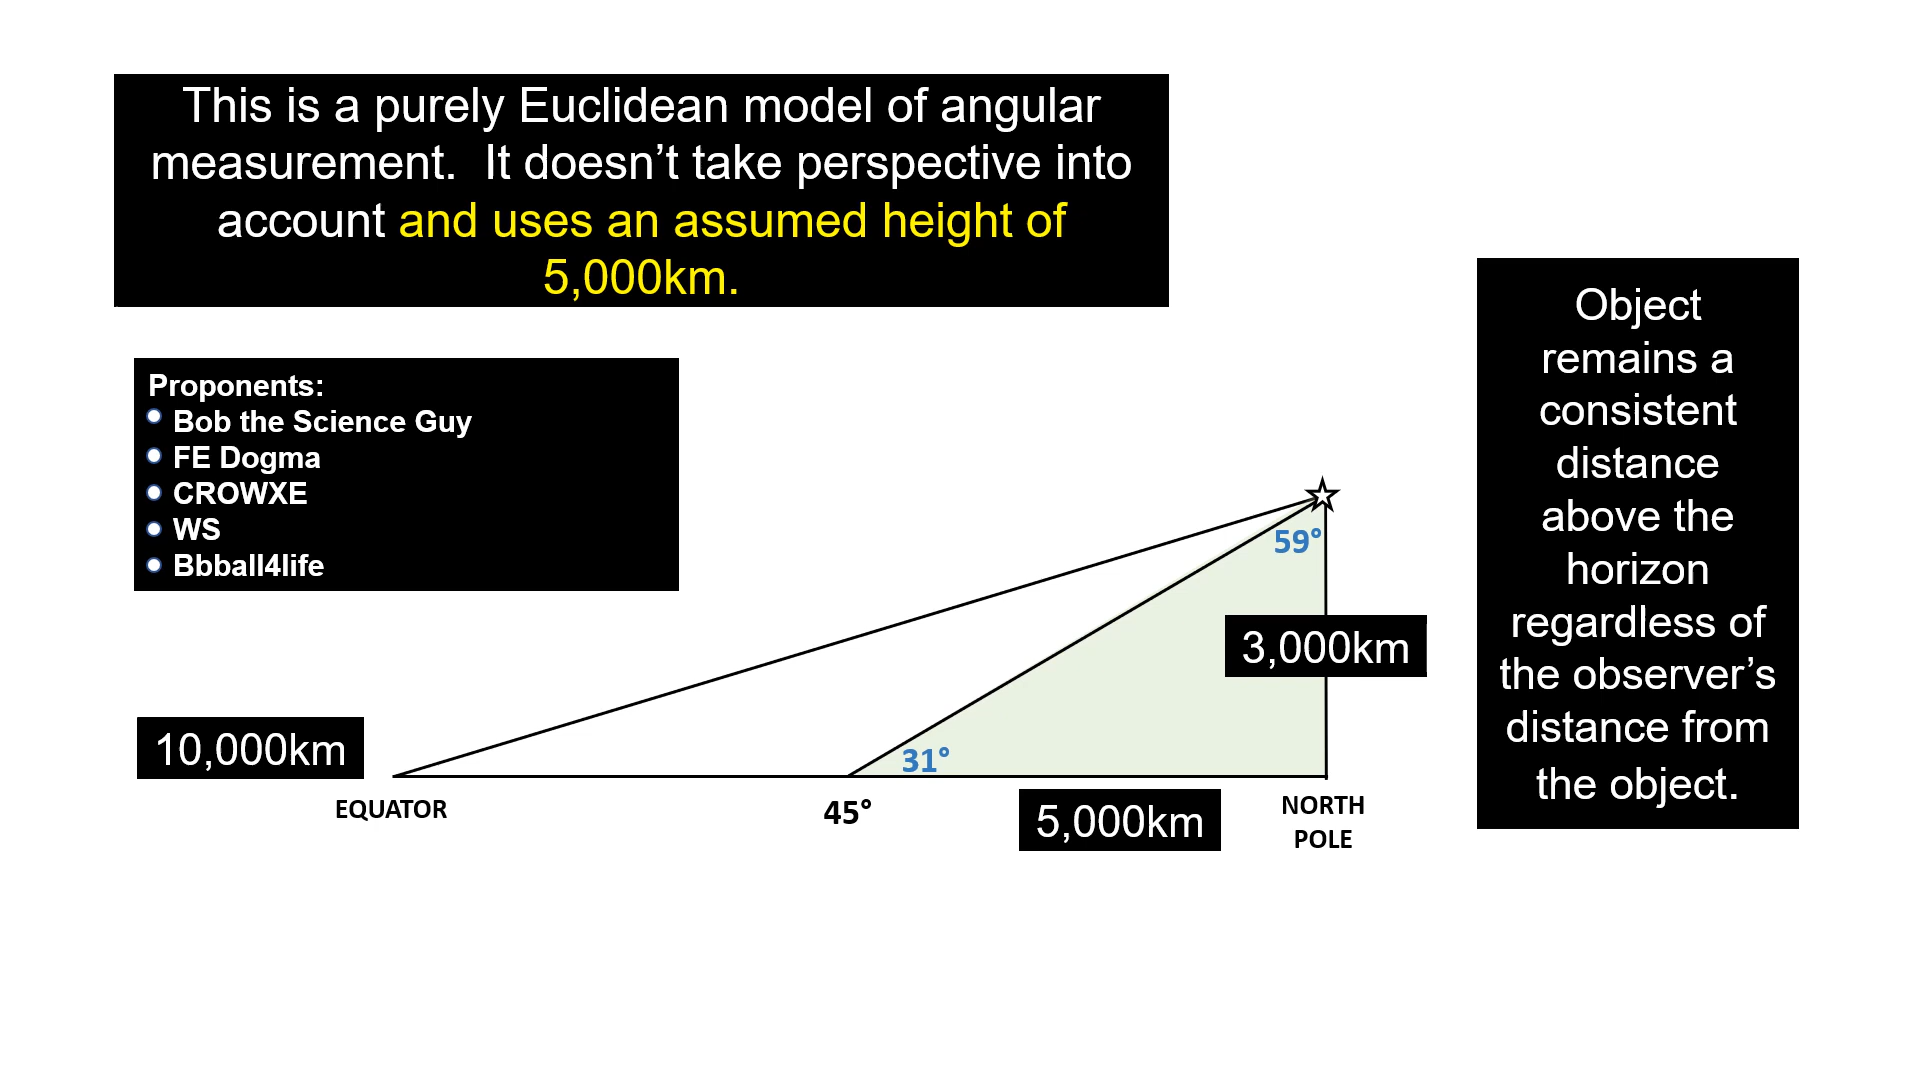 This is a purely Euclidean model of angular
measurement.  It doesn’t take perspective into
account and uses an assumed height of
5,000km.
Proponents:
Bob the Science Guy
FE Dogma
CROWXE
WS
Bbball4life
Object
remains a
consistent
distance
above the
horizon
regardless of
the observer’s
distance from
the object.
59°
3,000km
31°
10,000km
EQUATOR
45°
5,000km
NORTH
POLE